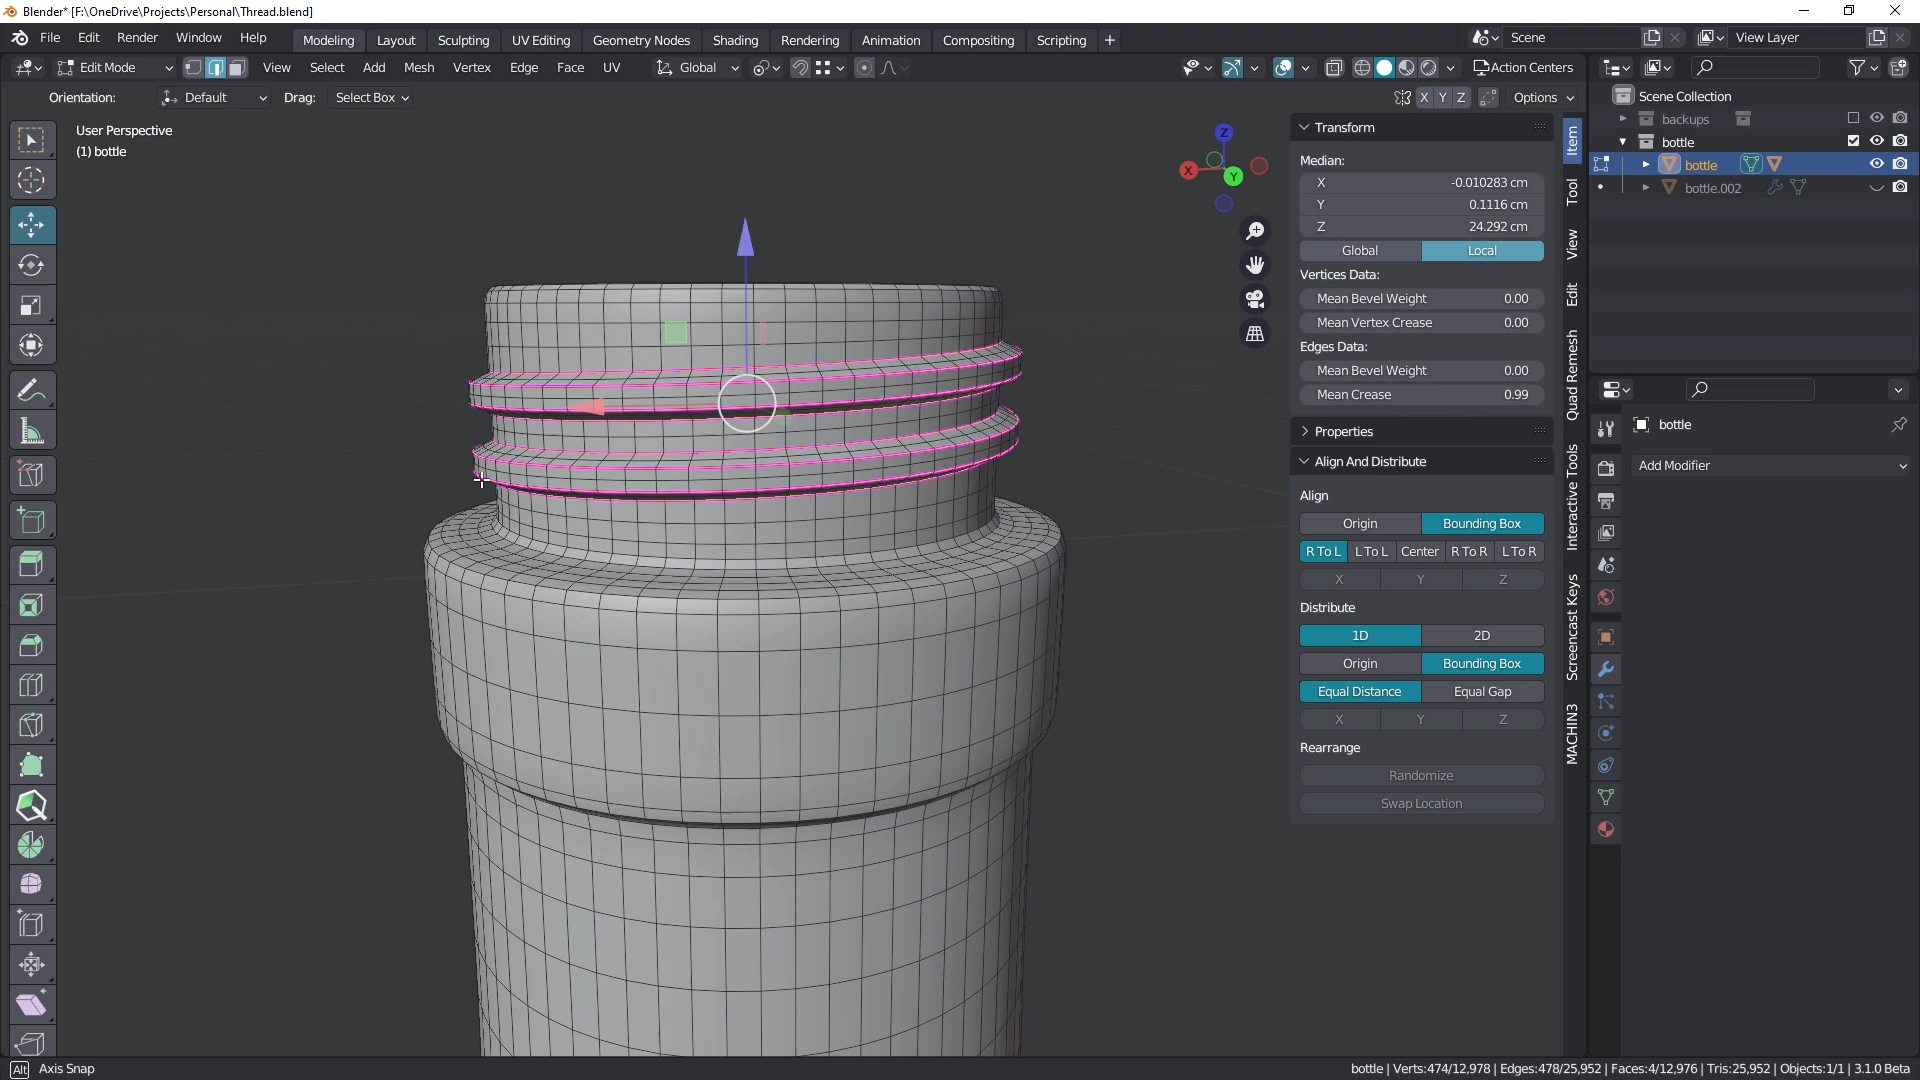 Blender* [F:\OneDrive\Projects\Personal\Thread.blend]
File Edit Render Window Help Modeling Layout Sculpting UV Editing Geometry Nodes Shading Rendering Animation Compositing Scripting + Scene View Layer
Edit Mode View Select Add Mesh Vertex Edge Face UV Global Action Centers
Orientation: Default Drag: Select Box X Y Z Options
User Perspective
(1) bottle
Z
X
Y
Transform
Median:
X -0.010283 cm
Y 0.1116 cm
Z 24.292 cm
Global Local
Vertices Data:
Mean Bevel Weight 0.00
Mean Vertex Crease 0.00
Edges Data:
Mean Bevel Weight 0.00
Mean Crease 0.99
Properties
Align And Distribute
Align
Origin Bounding Box
R To L L To L Center R To R L To R
X Y Z
Distribute
1D 2D
Origin Bounding Box
Equal Distance Equal Gap
X Y Z
Rearrange
Randomize
Swap Location
Item
Tool
View
Edit
Quad Remesh
Interactive Tools
Screencast Keys
MACHIN3
Scene Collection
backups
bottle
bottle
bottle.002
bottle
Add Modifier
Alt Axis Snap
bottle | Verts:474/12,978 | Edges:478/25,952 | Faces:4/12,976 | Tris:25,952 | Objects:1/1 | 3.1.0 Beta